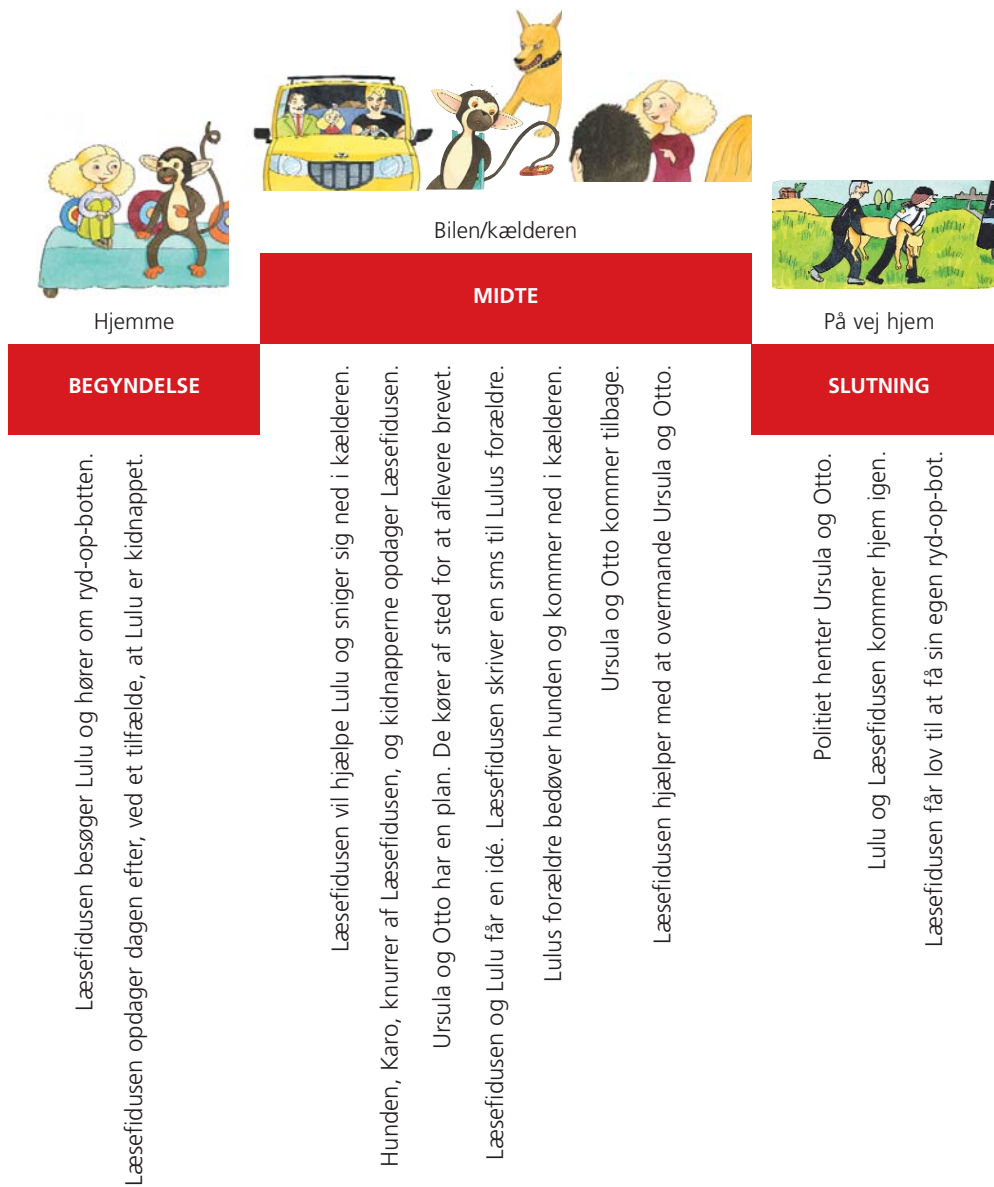 Hjemme
BEGYNDELSE
Læsefidusen besøger Lulu og hører om ryd-op-botten.
Læsefidusen opdager dagen efter, ved et tilfælde, at Lulu er kidnappet.
Bilen/kælderen
MIDTE
Læsefidusen vil hjælpe Lulu og sniger sig ned i kælderen.
Hunden, Karo, knurrer af Læsefidusen, og kidnapperne opdager Læsefidusen.
Ursula og Otto har en plan. De kører af sted for at aflevere brevet.
Læsefidusen og Lulu får en idé. Læsefidusen skriver en sms til Lulus forældre.
Lulus forældre bedøver hunden og kommer ned i kælderen.
Ursula og Otto kommer tilbage.
Læsefidusen hjælper med at overmande Ursula og Otto.
På vej hjem
SLUTNING
Politiet henter Ursula og Otto.
Lulu og Læsefidusen kommer hjem igen.
Læsefidusen får lov til at få sin egen ryd-op-bot.